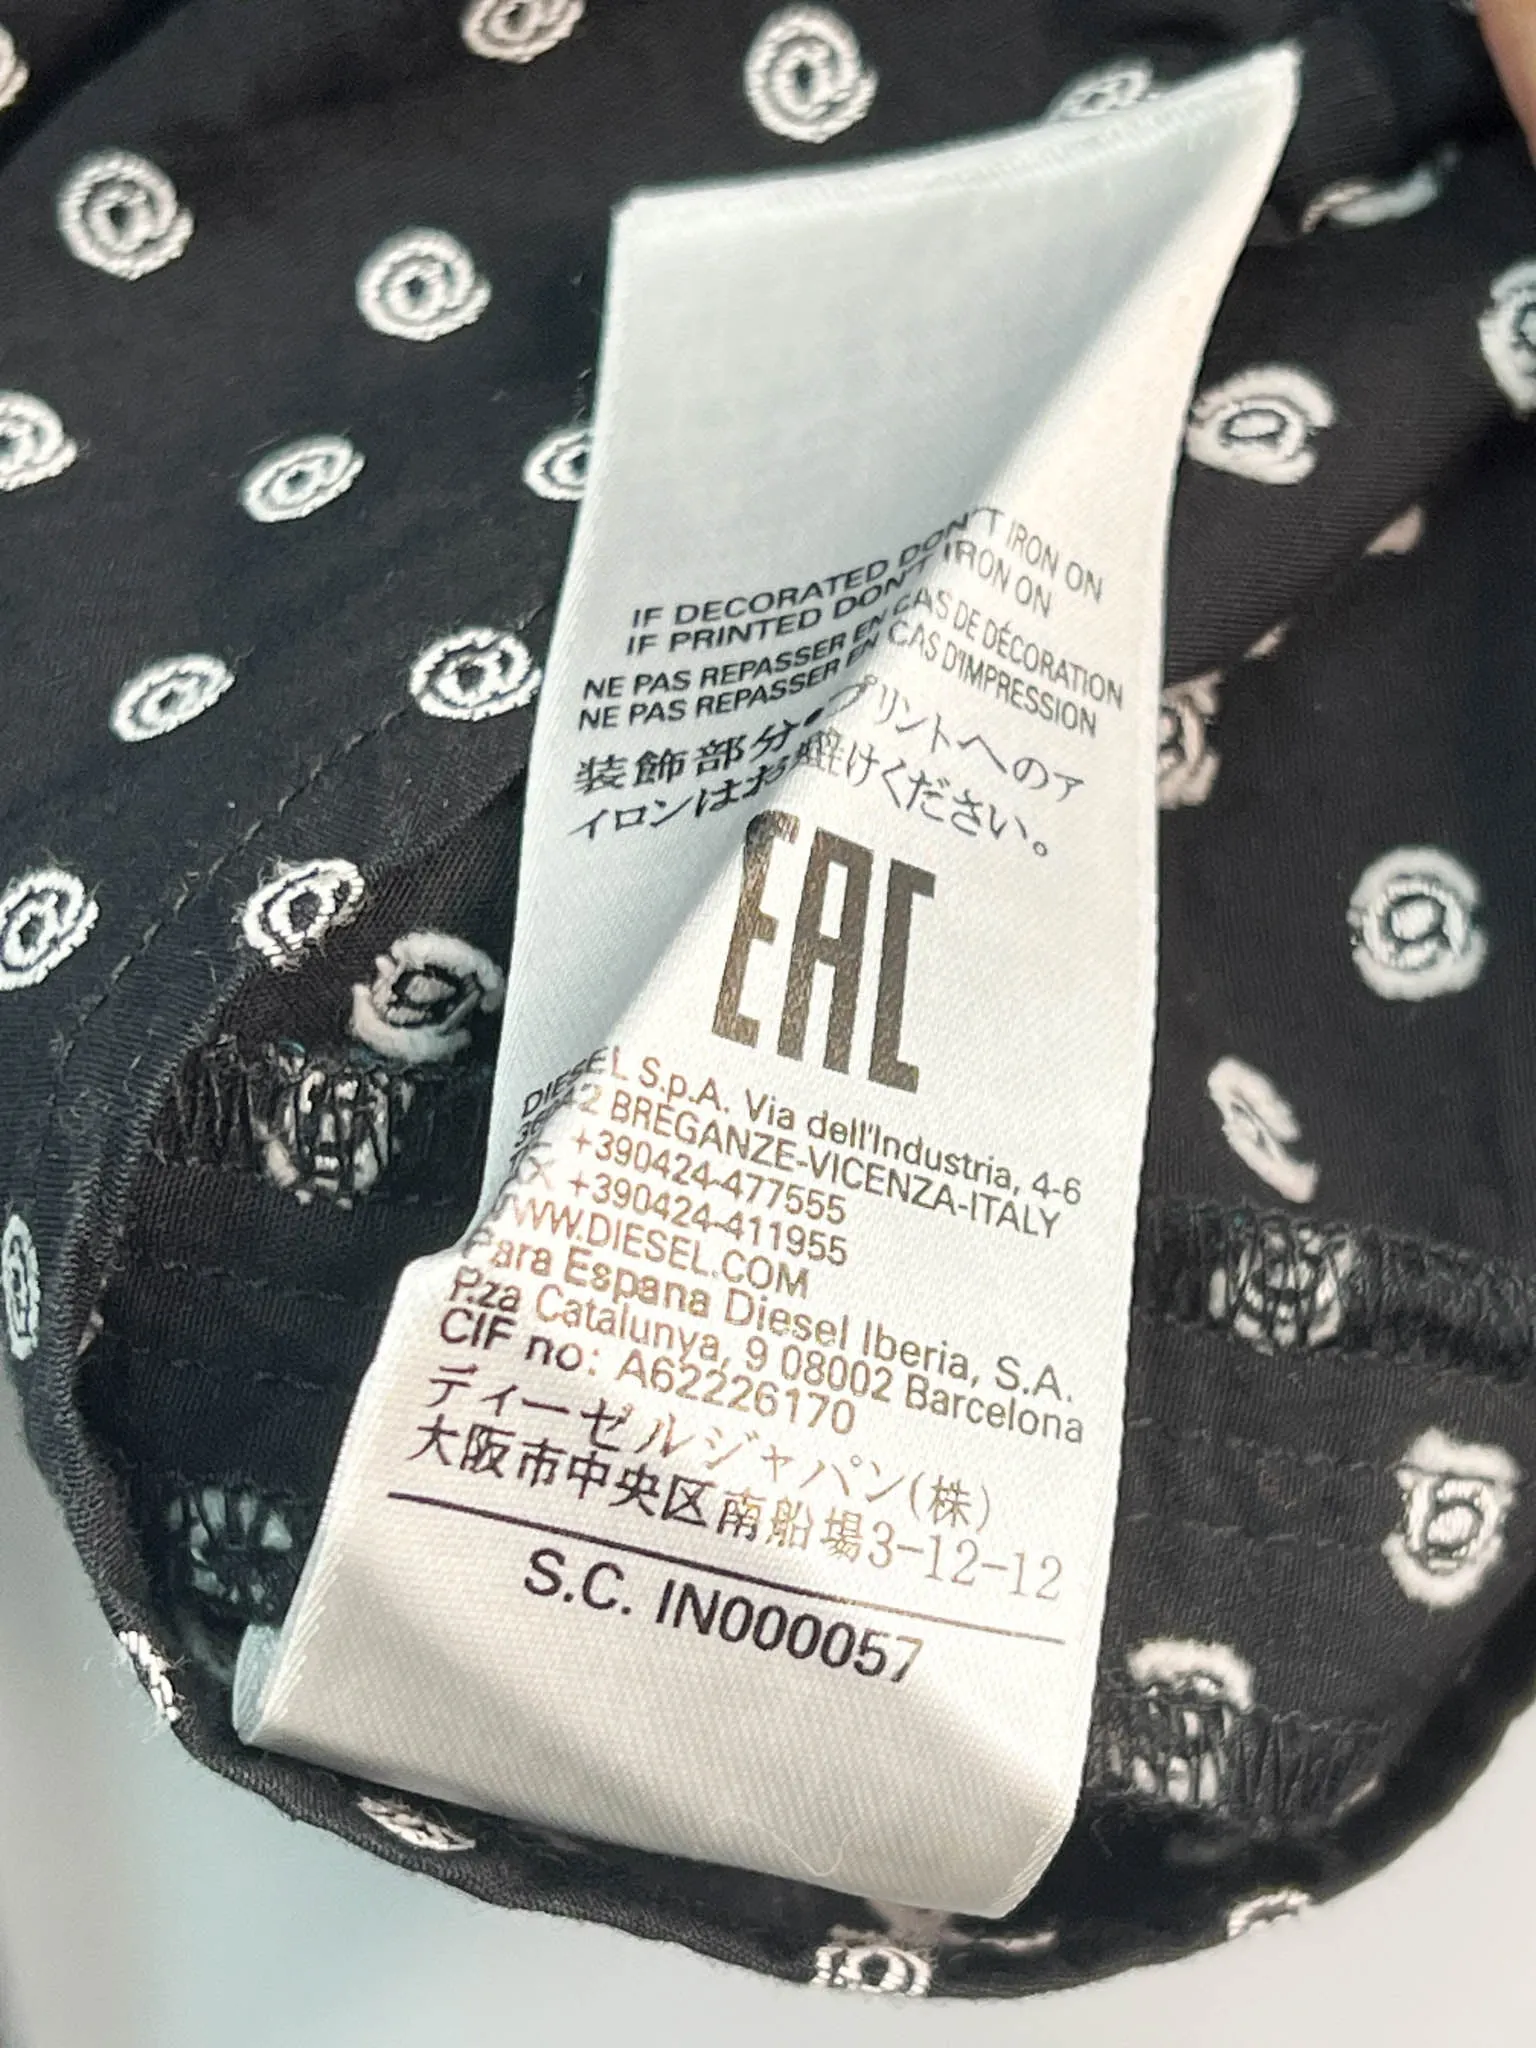 IF DECORATED DON'T IRON ON
IF PRINTED DON'T IRON ON
NE PAS REPASSER EN CAS DE DÉCORATION
NE PAS REPASSER EN CAS D'IMPRESSION
装飾部分・プリントへのア
イロンはお避けください。
EAC
DIESEL S.p.A. Via dell'Industria, 4-6
36042 BREGANZE-VICENZA-ITALY
+390424-477555
+390424-411955
WWW.DIESEL.COM
Para Espana Diesel Iberia, S.A.
P.za Catalunya, 9 08002 Barcelona
CIF no: A62226170
ディーゼルジャパン(株)
大阪市中央区南船場3-12-12
S.C. IN000057